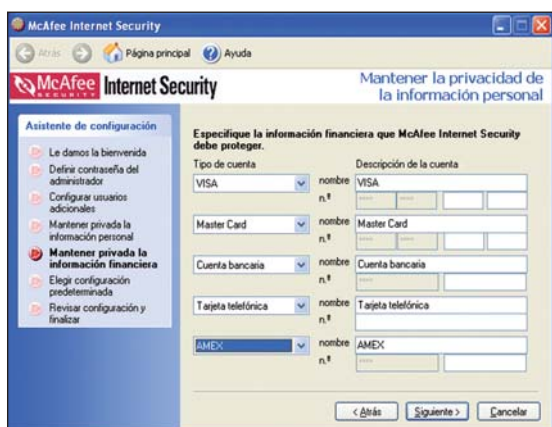 McAfee Internet Security
Atrás Página principal Ayuda
McAfee SECURITY Internet Security
Mantener la privacidad de
la información personal
Asistente de configuración
Le damos la bienvenida
Definir contraseña del
administrador
Configurar usuarios
adicionales
Mantener privada la
información personal
Mantener privada la
información financiera
Elegir configuración
predeterminada
Revisar configuración y
finalizar
Especifique la información financiera que McAfee Internet Security
debe proteger.
Tipo de cuenta Descripción de la cuenta
VISA nombre VISA
n.º **** ****
Master Card nombre Master Card
n.º **** ****
Cuenta bancaria nombre Cuenta bancaria
n.º ****
Tarjeta telefónica nombre Tarjeta telefónica
n.º
AMEX nombre AMEX
n.º ****
< Atrás Siguiente > Cancelar